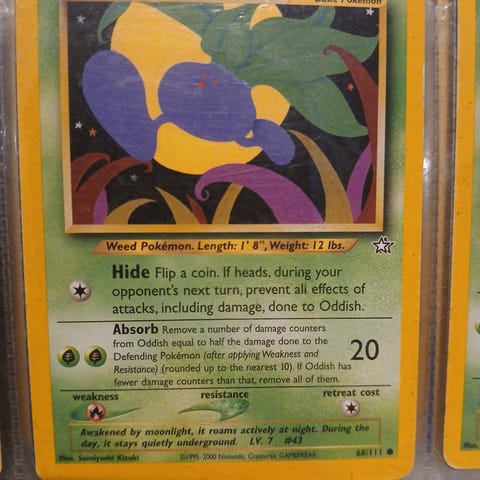 Basic Pokémon
Weed Pokémon. Length: 1' 8", Weight: 12 lbs.
Hide Flip a coin. If heads, during your
opponent's next turn, prevent all effects of
attacks, including damage, done to Oddish.
Absorb Remove a number of damage counters
from Oddish equal to half the damage done to the
Defending Pokémon (after applying Weakness and
Resistance) (rounded up to the nearest 10). If Oddish has
fewer damage counters than that, remove all of them.
20
weakness resistance retreat cost
Awakened by moonlight, it roams actively at night. During the
day, it stays quietly underground. LV. 7 #43
Illus. Sumiyoshi Kizuki ©1995-2000 Nintendo, Creatures, GAMEFREAK. 68/111
Illus.